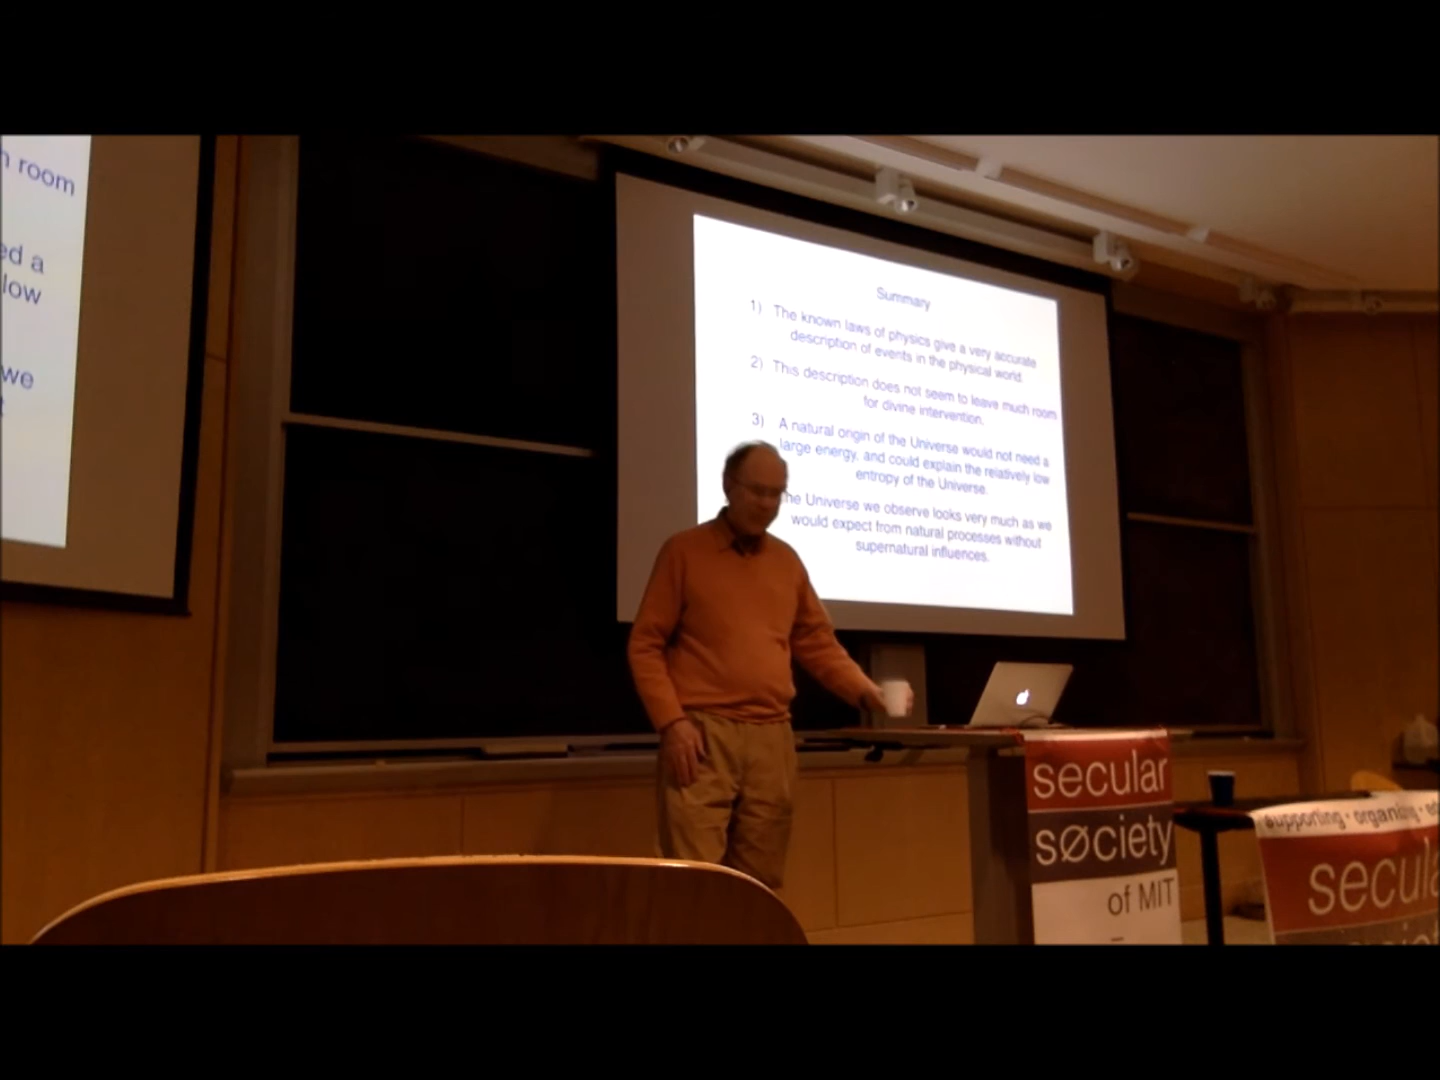 n room
ed a
low
we
Summary
1) The known laws of physics give a very accurate
description of events in the physical world.
2) This description does not seem to leave much room
for divine intervention.
3) A natural origin of the Universe would not need a
large energy, and could explain the relatively low
entropy of the Universe.
he Universe we observe looks very much as we
would expect from natural processes without
supernatural influences.
secular
søciety
of MIT
supporting · organizing · e
secula